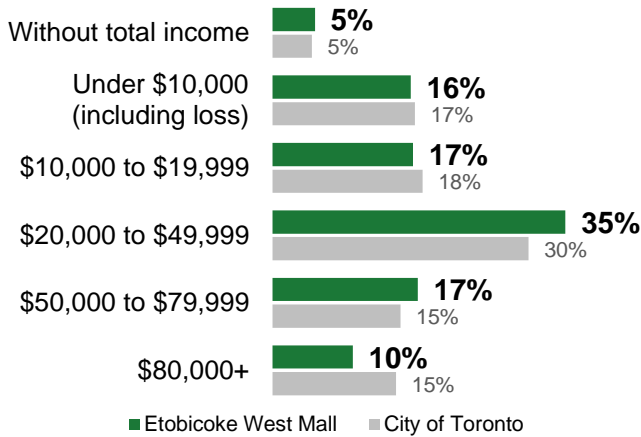 Without total income
5%
5%
Under $10,000
(including loss)
16%
17%
$10,000 to $19,999
17%
18%
$20,000 to $49,999
35%
30%
$50,000 to $79,999
17%
15%
$80,000+
10%
15%
Etobicoke West Mall City of Toronto